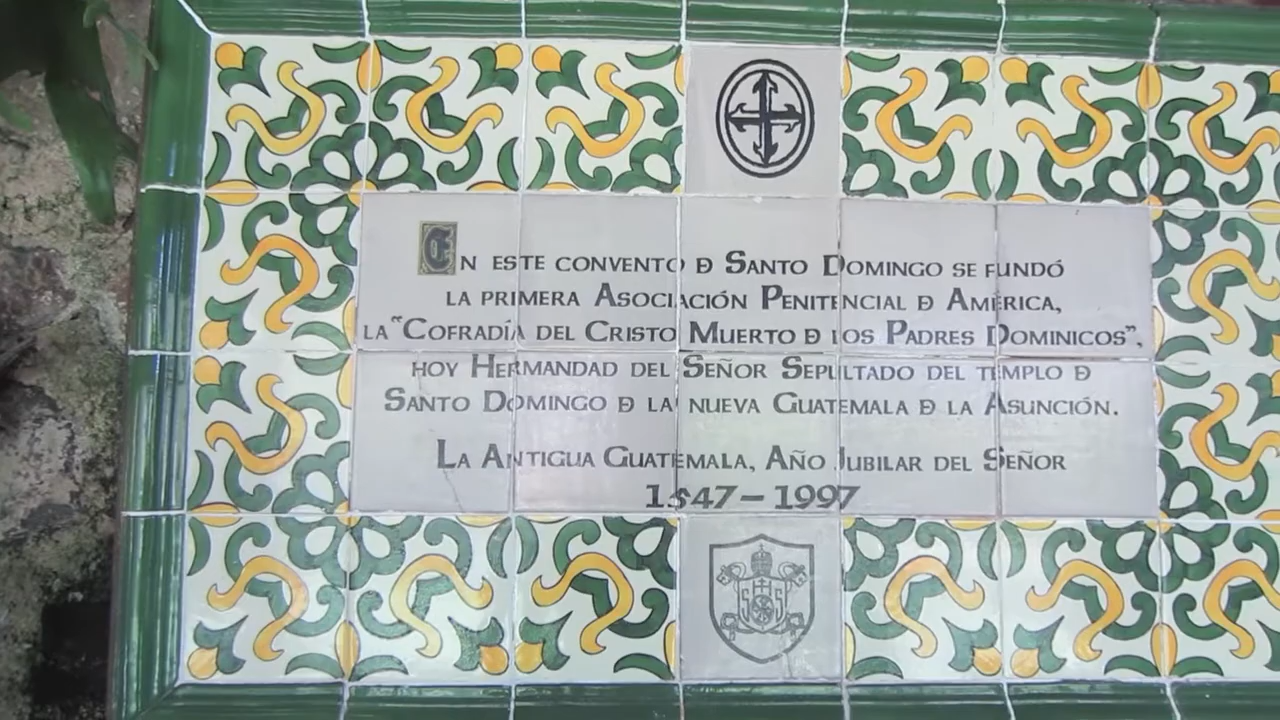 EN ESTE CONVENTO Đ SANTO DOMINGO SE FUNDÓ
LA PRIMERA ASOCIACIÓN PENITENCIAL Đ AMÉRICA,
LA "COFRADÍA DEL CRISTO MUERTO Đ LOS PADRES DOMINICOS",
HOY HERMANDAD DEL SEÑOR SEPULTADO DEL TEMPLO Đ
SANTO DOMINGO Đ LA NUEVA GUATEMALA Đ LA ASUNCIÓN.
LA ANTIGUA GUATEMALA, AÑO JUBILAR DEL SEÑOR
1547-1997